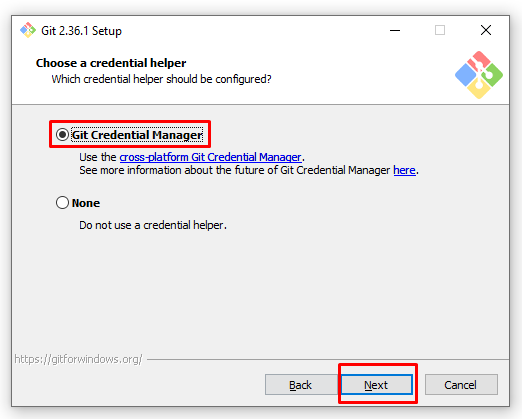 Git 2.36.1 Setup
Choose a credential helper
Which credential helper should be configured?
Git Credential Manager
Use the cross-platform Git Credential Manager.
See more information about the future of Git Credential Manager here.
None
Do not use a credential helper.
https://gitforwindows.org/
Back Next Cancel